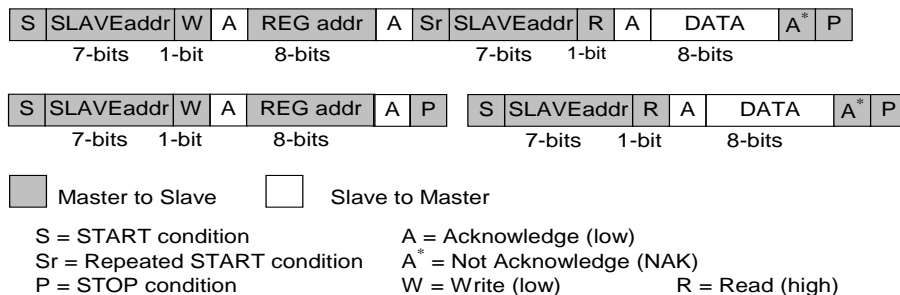 S SLAVEaddr W A REG addr A Sr SLAVEaddr R A DATA A* P
7-bits 1-bit 8-bits 7-bits 1-bit 8-bits
S SLAVEaddr W A REG addr A P S SLAVEaddr R A DATA A* P
7-bits 1-bit 8-bits 7-bits 1-bit 8-bits
Master to Slave Slave to Master
S = START condition A = Acknowledge (low)
Sr = Repeated START condition A* = Not Acknowledge (NAK)
P = STOP condition W = Write (low) R = Read (high)